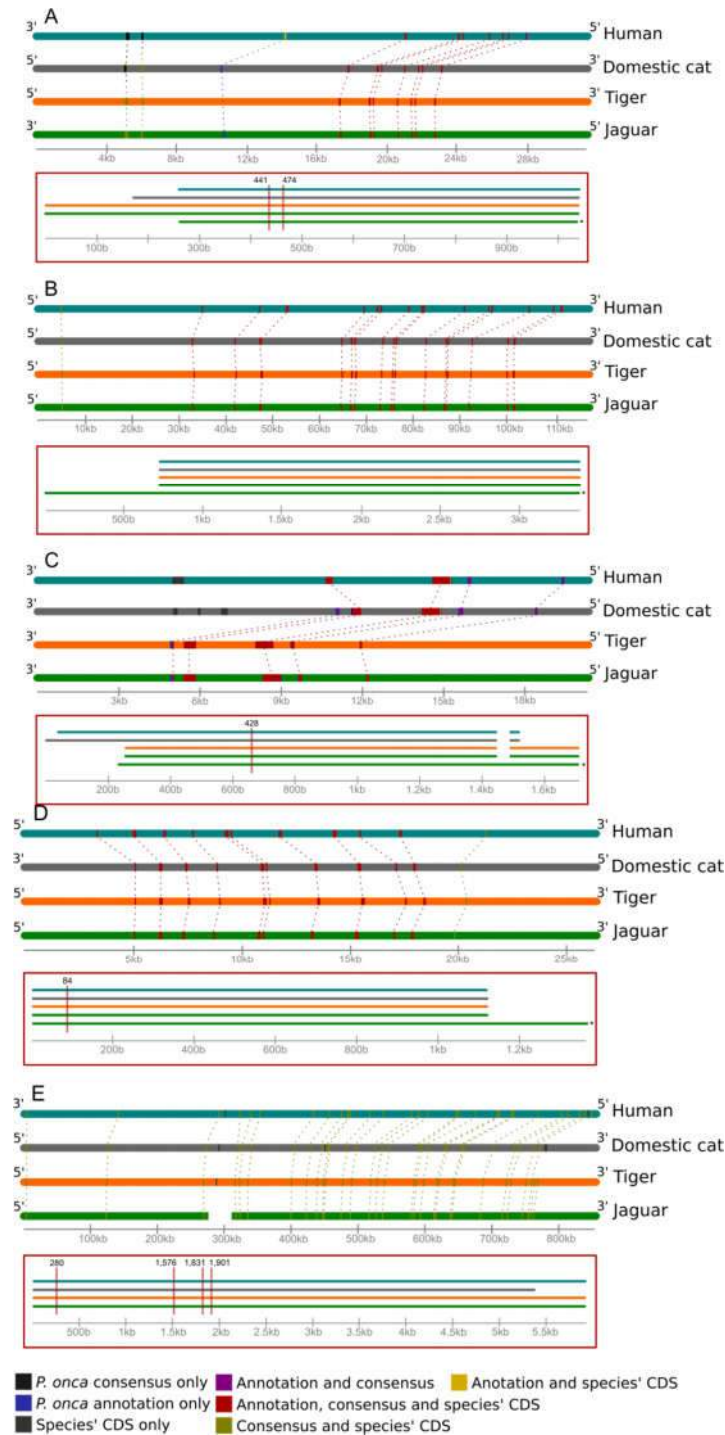 A
3' 5' Human
5' 3' Domestic cat
5' 3' Tiger
3' 5' Jaguar
4kb 8kb 12kb 16kb 20kb 24kb 28kb
441 474
*
100b 300b 500b 700b 900b
B
5' 3' Human
5' 3' Domestic cat
5' 3' Tiger
5' 3' Jaguar
10kb 20kb 30kb 40kb 50kb 60kb 70kb 80kb 90kb 100kb 110kb
*
500b 1kb 1.5kb 2kb 2.5kb 3kb
C
3' 5' Human
3' 5' Domestic cat
3' 5' Tiger
3' 5' Jaguar
3kb 6kb 9kb 12kb 15kb 18kb
428
*
200b 400b 600b 800b 1kb 1.2kb 1.4kb 1.6kb
D
5' 3' Human
3' 5' Domestic cat
5' 3' Tiger
5' 3' Jaguar
5kb 10kb 15kb 20kb 25kb
84
*
200b 400b 600b 800b 1kb 1.2kb
E
3' 5' Human
5' 3' Domestic cat
5' 3' Tiger
5' 3' Jaguar
100kb 200kb 300kb 400kb 500kb 600kb 700kb 800kb
280 1,576 1,831 1,901
500b 1kb 1.5kb 2kb 2.5kb 3kb 3.5kb 4kb 4.5kb 5kb 5.5kb
P. onca consensus only Annotation and consensus Anotation and species' CDS
P. onca annotation only Annotation, consensus and species' CDS
Species' CDS only Consensus and species' CDS